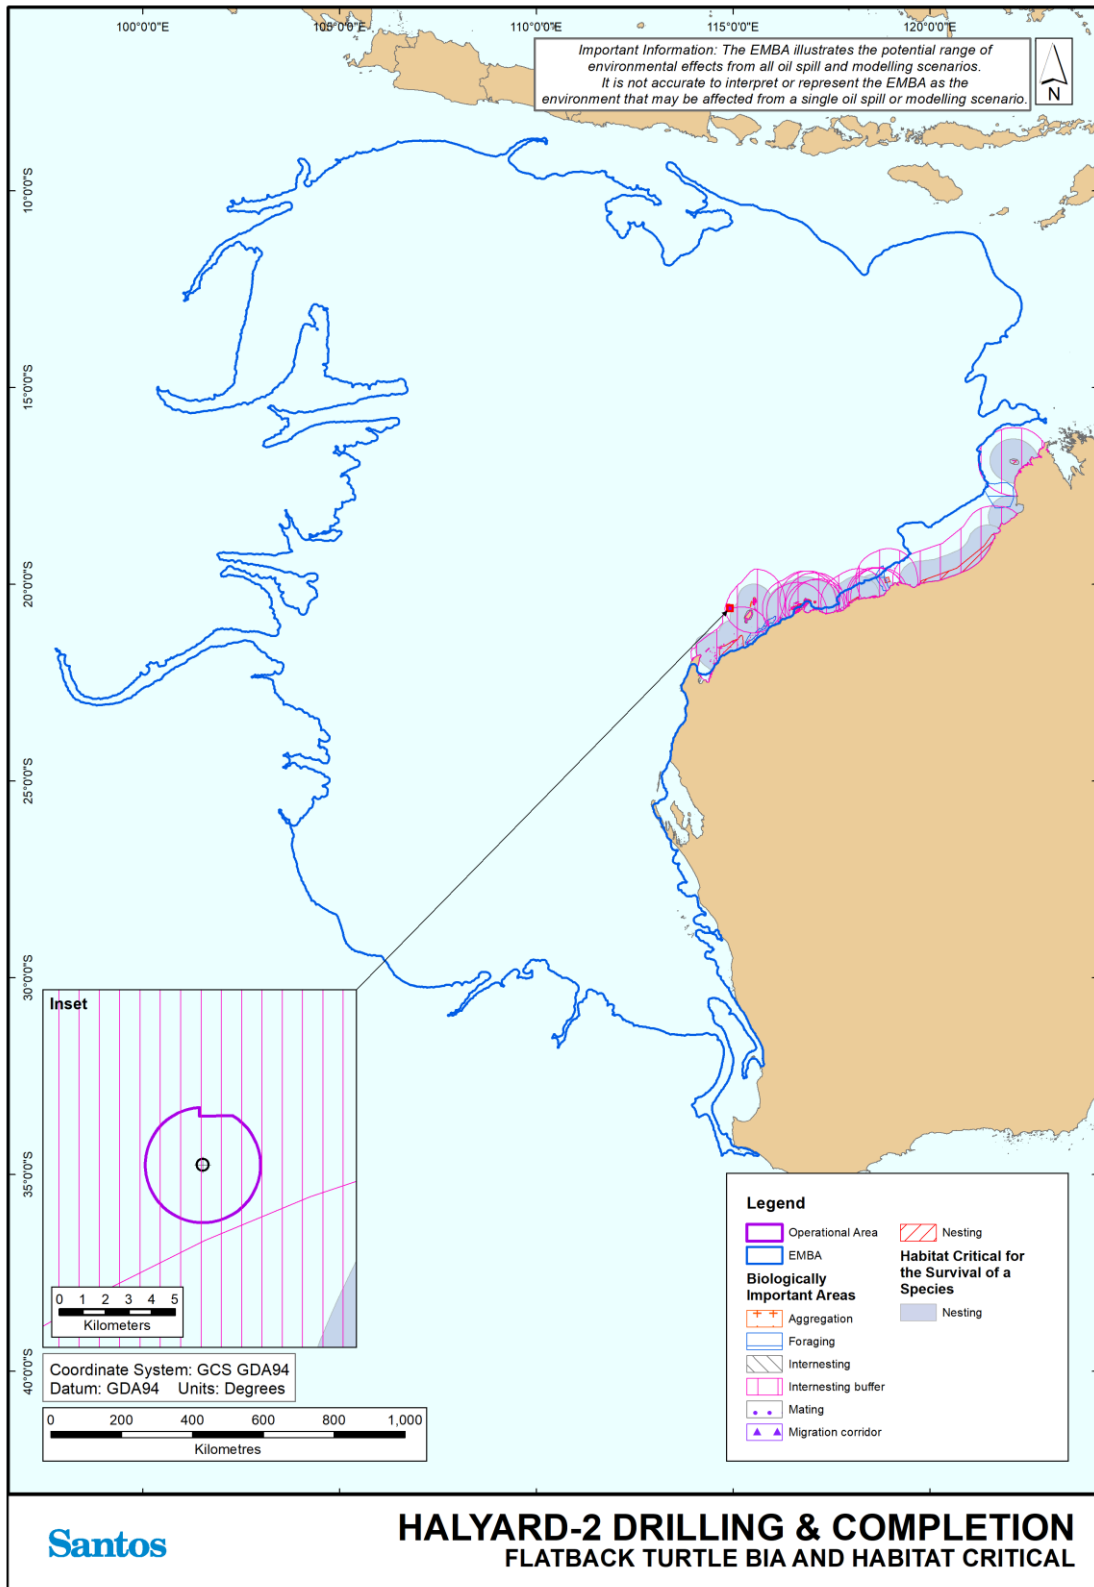 100°0'0"E
105°0'0"E
110°0'0"E
115°0'0"E
120°0'0"E
Important Information: The EMBA illustrates the potential range of
environmental effects from all oil spill and modelling scenarios.
It is not accurate to interpret or represent the EMBA as the
environment that may be affected from a single oil spill or modelling scenario.
N
10°0'0"S
15°0'0"S
20°0'0"S
25°0'0"S
30°0'0"S
35°0'0"S
40°0'0"S
Inset
0 1 2 3 4 5
Kilometers
Coordinate System: GCS GDA94
Datum: GDA94 Units: Degrees
0 200 400 600 800 1,000
Kilometres
Legend
Operational Area
EMBA
Biologically
Important Areas
Aggregation
Foraging
Internesting
Internesting buffer
Mating
Migration corridor
Nesting
Habitat Critical for
the Survival of a
Species
Nesting
Santos
HALYARD-2 DRILLING & COMPLETION
FLATBACK TURTLE BIA AND HABITAT CRITICAL